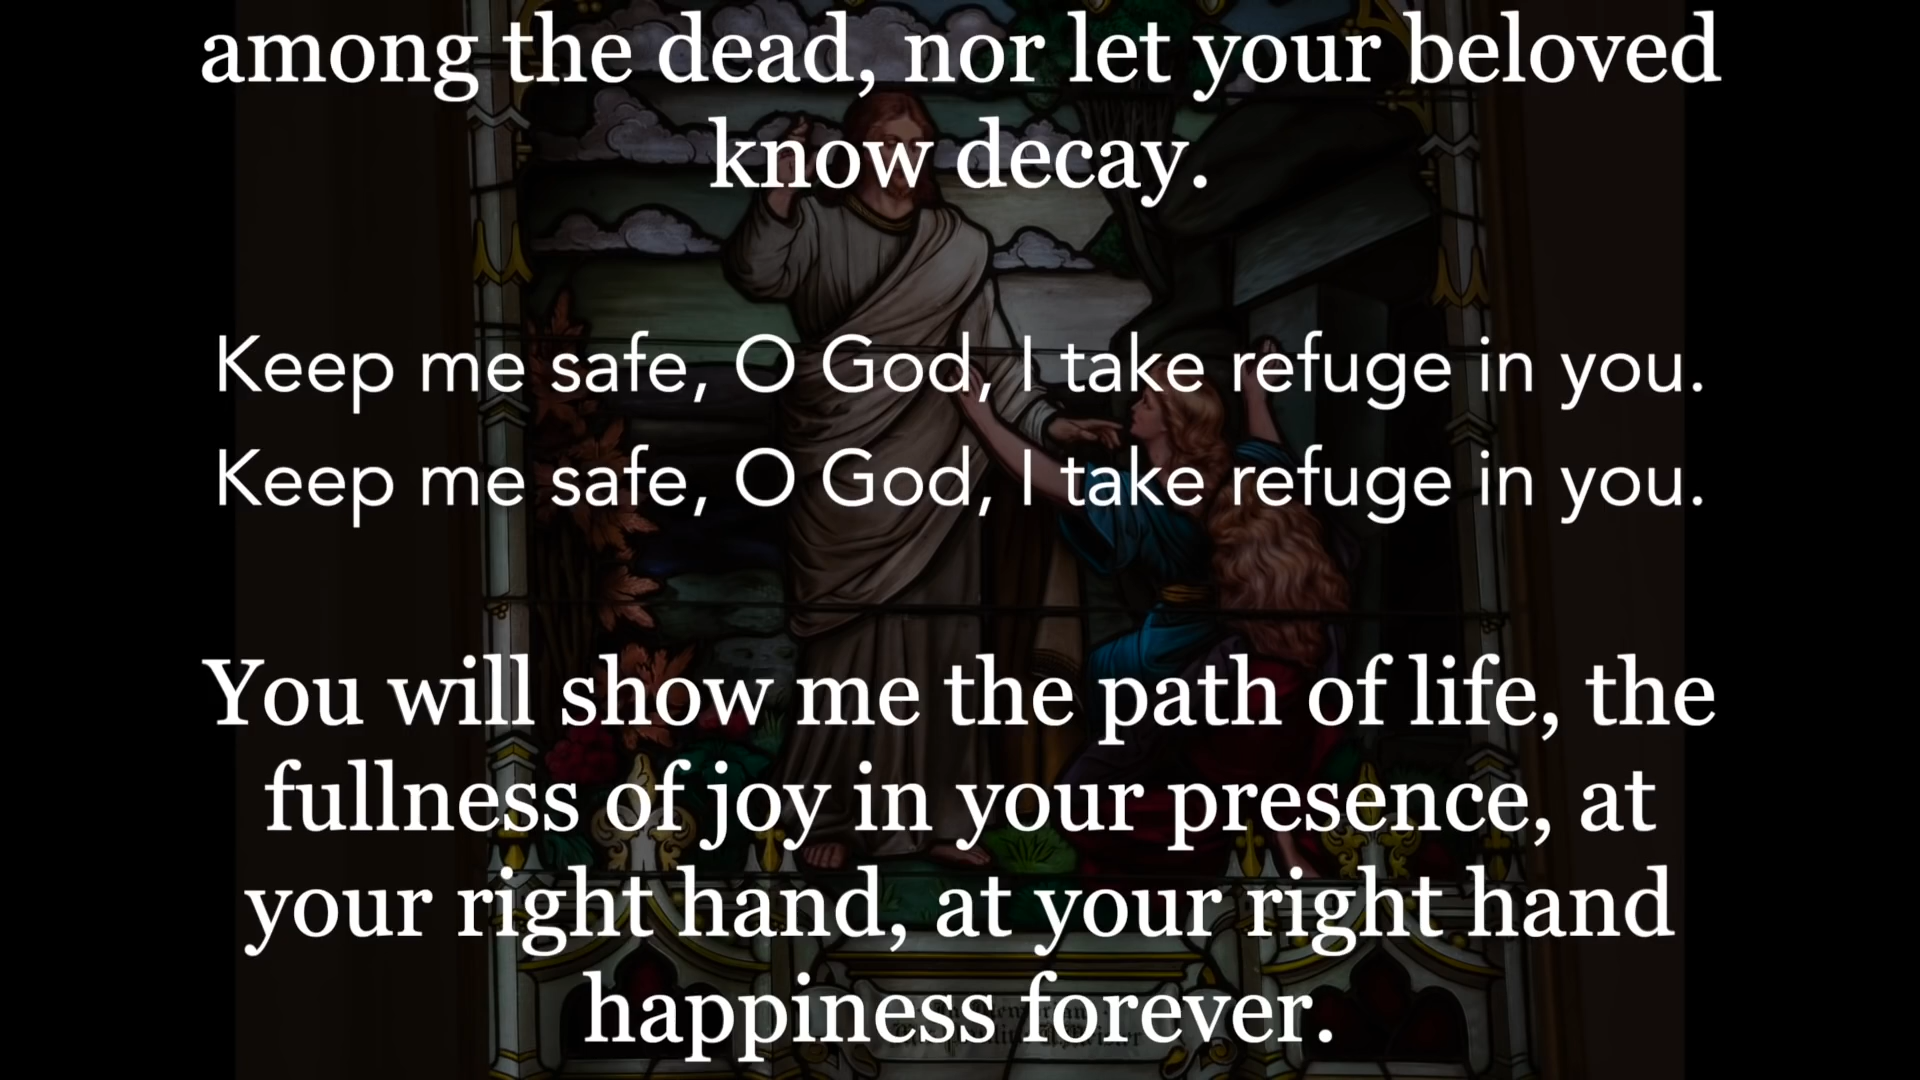 among the dead, nor let your beloved
know decay.
Keep me safe, O God, I take refuge in you.
Keep me safe, O God, I take refuge in you.
You will show me the path of life, the
fullness of joy in your presence, at
your right hand, at your right hand
happiness forever.